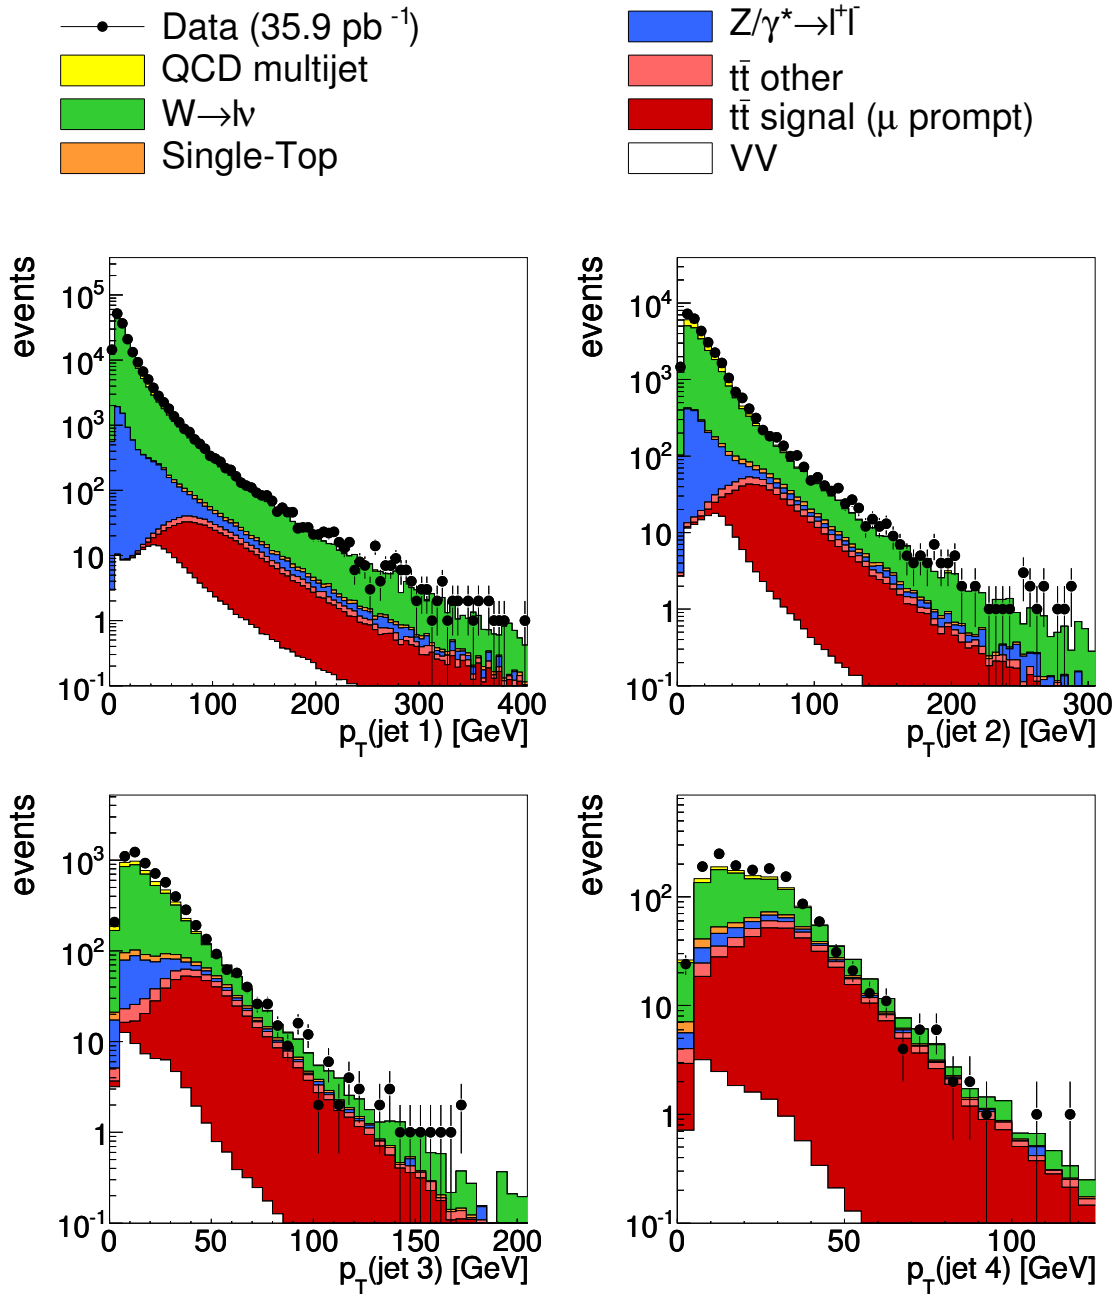 Data (35.9 pb⁻¹)
QCD multijet
W→lν
Single-Top
Z/γ*→l⁺l⁻
tt̄ other
tt̄ signal (μ prompt)
VV
events
10⁵
10⁴
10³
10²
10
1
10⁻¹
0 100 200 300 400
p_T(jet 1) [GeV]
events
10⁴
10³
10²
10
1
10⁻¹
0 100 200 300
p_T(jet 2) [GeV]
events
10³
10²
10
1
10⁻¹
0 50 100 150 200
p_T(jet 3) [GeV]
events
10²
10
1
10⁻¹
0 50 100
p_T(jet 4) [GeV]